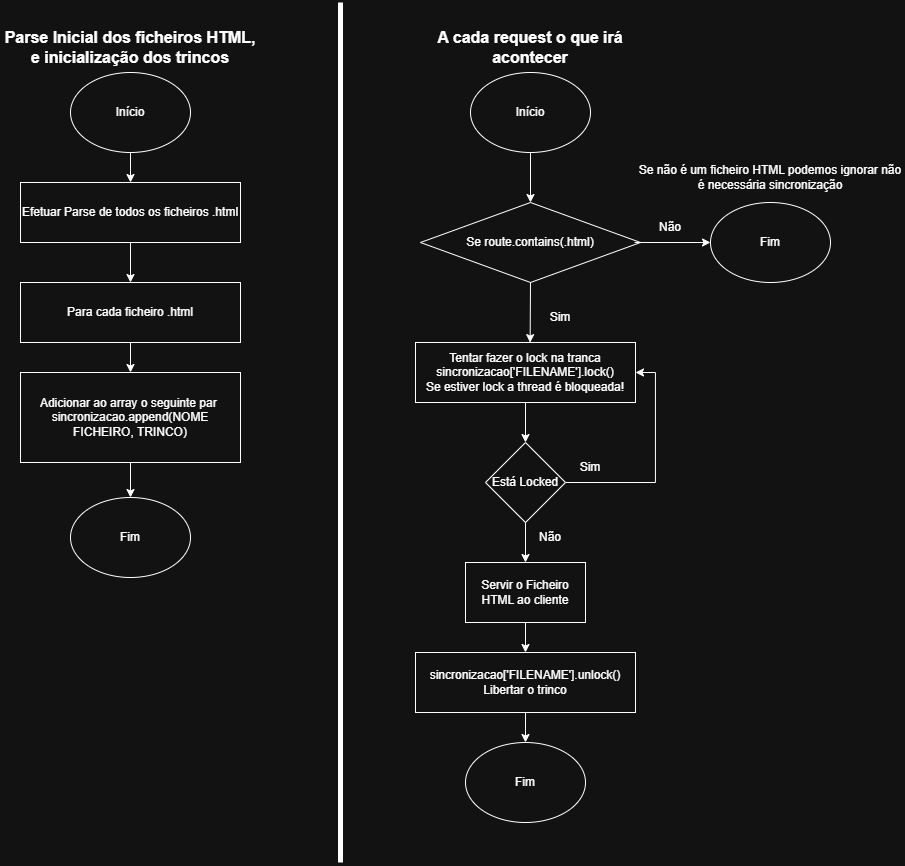 Parse Inicial dos ficheiros HTML,
e inicialização dos trincos
Início
Efetuar Parse de todos os ficheiros .html
Para cada ficheiro .html
Adicionar ao array o seguinte par
sincronizacao.append(NOME
FICHEIRO, TRINCO)
Fim
A cada request o que irá
acontecer
Início
Se não é um ficheiro HTML podemos ignorar não
é necessária sincronização
Se route.contains(.html)
Não
Fim
Sim
Tentar fazer o lock na tranca
sincronizacao['FILENAME'].lock()
Se estiver lock a thread é bloqueada!
Está Locked
Sim
Não
Servir o Ficheiro
HTML ao cliente
sincronizacao['FILENAME'].unlock()
Libertar o trinco
Fim